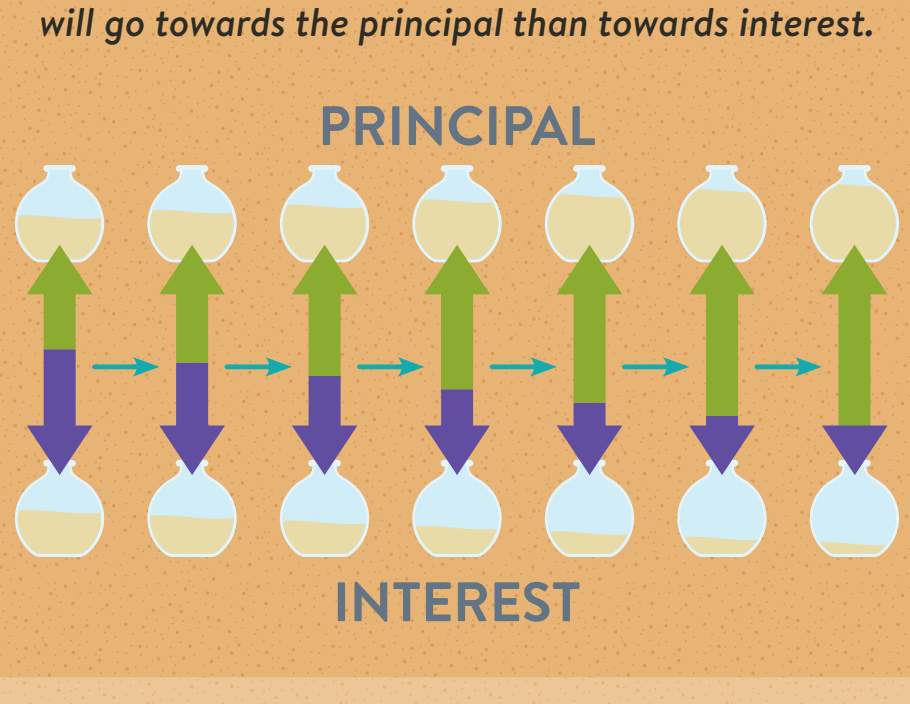 will go towards the principal than towards interest.
PRINCIPAL
INTEREST